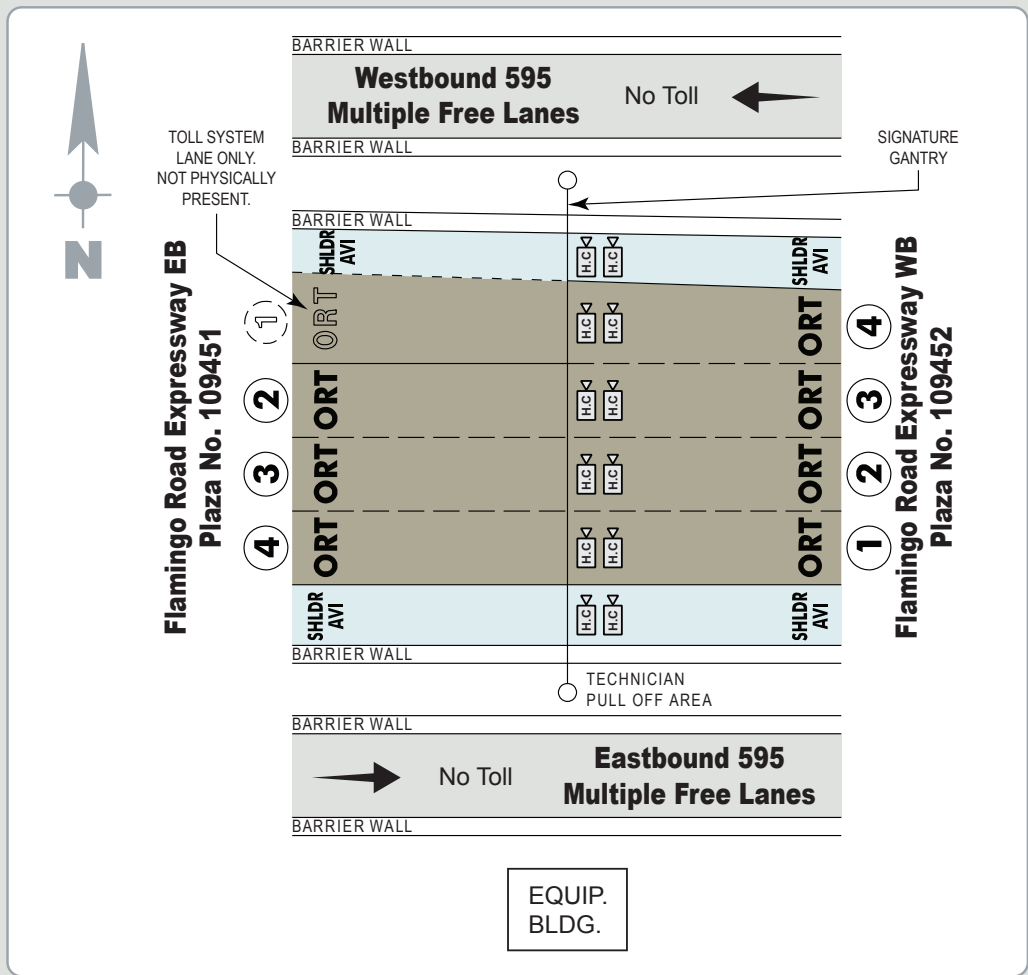 BARRIER WALL
Westbound 595
Multiple Free Lanes
No Toll
BARRIER WALL
TOLL SYSTEM
LANE ONLY.
NOT PHYSICALLY
PRESENT.
SIGNATURE
GANTRY
N
BARRIER WALL
SHLDR
AVI
H.C
H.C
SHLDR
AVI
Flamingo Road Expressway EB
Plaza No. 109451
1
ORT
H.C
H.C
ORT
4
2
ORT
H.C
H.C
ORT
3
3
ORT
H.C
H.C
ORT
2
4
ORT
H.C
H.C
ORT
1
Flamingo Road Expressway WB
Plaza No. 109452
SHLDR
AVI
H.C
H.C
SHLDR
AVI
BARRIER WALL
TECHNICIAN
PULL OFF AREA
BARRIER WALL
No Toll
Eastbound 595
Multiple Free Lanes
BARRIER WALL
EQUIP.
BLDG.